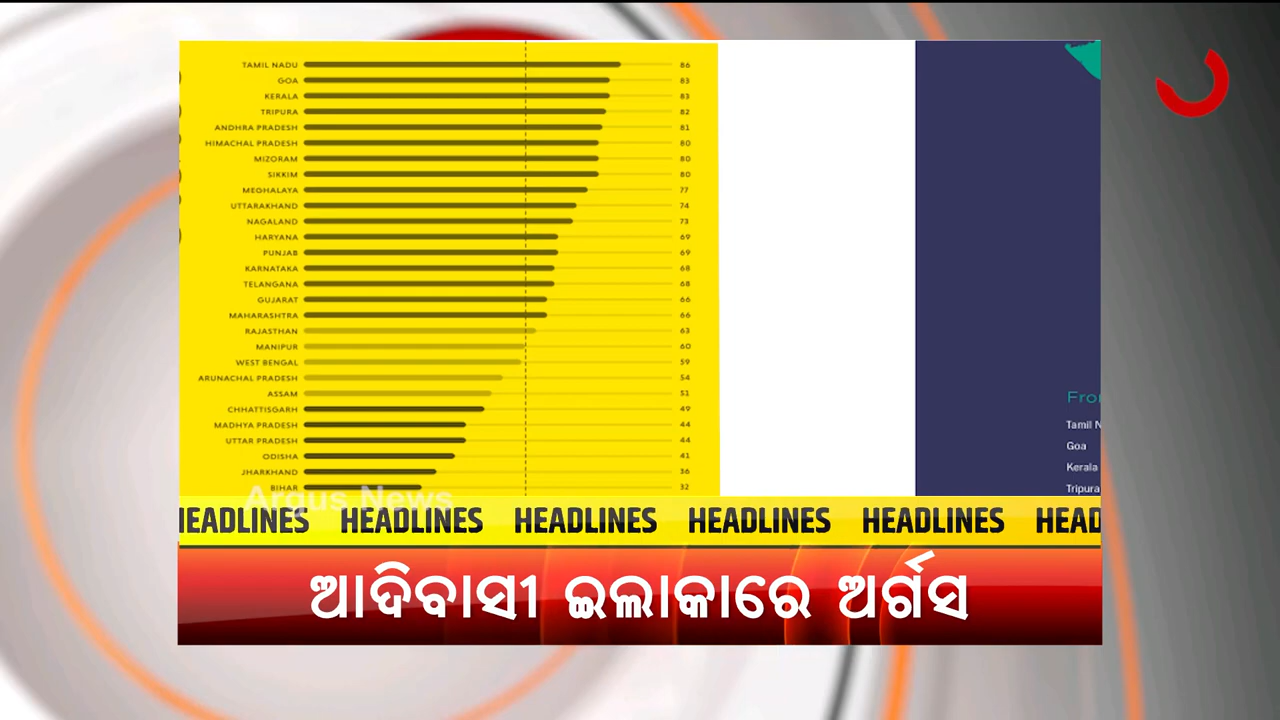 TAMIL NADU 86
GOA 83
KERALA 83
TRIPURA 82
ANDHRA PRADESH 81
HIMACHAL PRADESH 80
MIZORAM 80
SIKKIM 80
MEGHALAYA 77
UTTARAKHAND 74
NAGALAND 73
HARYANA 69
PUNJAB 69
KARNATAKA 68
TELANGANA 68
GUJARAT 66
MAHARASHTRA 66
RAJASTHAN 63
MANIPUR 60
WEST BENGAL 59
ARUNACHAL PRADESH 54
ASSAM 51
CHHATTISGARH 49
MADHYA PRADESH 44
UTTAR PRADESH 44
ODISHA 41
JHARKHAND 36
BIHAR 32
Fro
Tamil N
Goa
Kerala
Tripura
Argus News
HEADLINES HEADLINES HEADLINES HEADLINES HEADLINES HEAD
ଆଦିବାସୀ ଇଲାକାରେ ଅର୍ଗସ